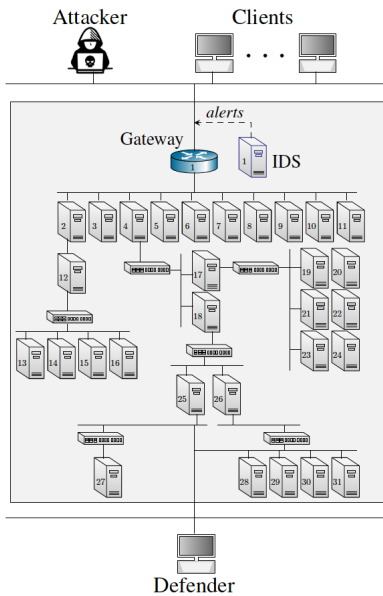 Attacker Clients
alerts
Gateway
1 1 IDS
2 3 4 5 6 7 8 9 10 11
12 17 19 20
18 21 22
13 14 15 16 23 24
25 26
27 28 29 30 31
Defender